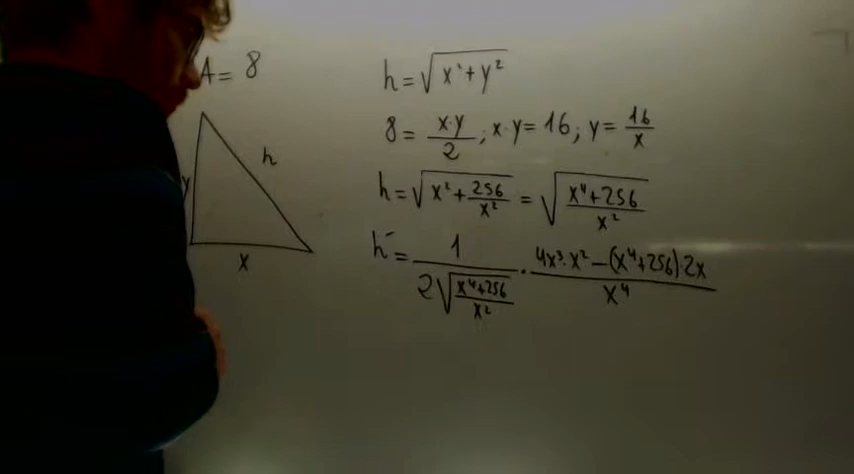 A = 8
h = √(x² + y²)
8 = x·y/2 ; x·y = 16 ; y = 16/x
h = √(x² + 256/x²) = √((x⁴+256)/x²)
h' = 1/(2√((x⁴+256)/x²)) · (4x³·x² − (x⁴+256)·2x)/x⁴
y
h
x